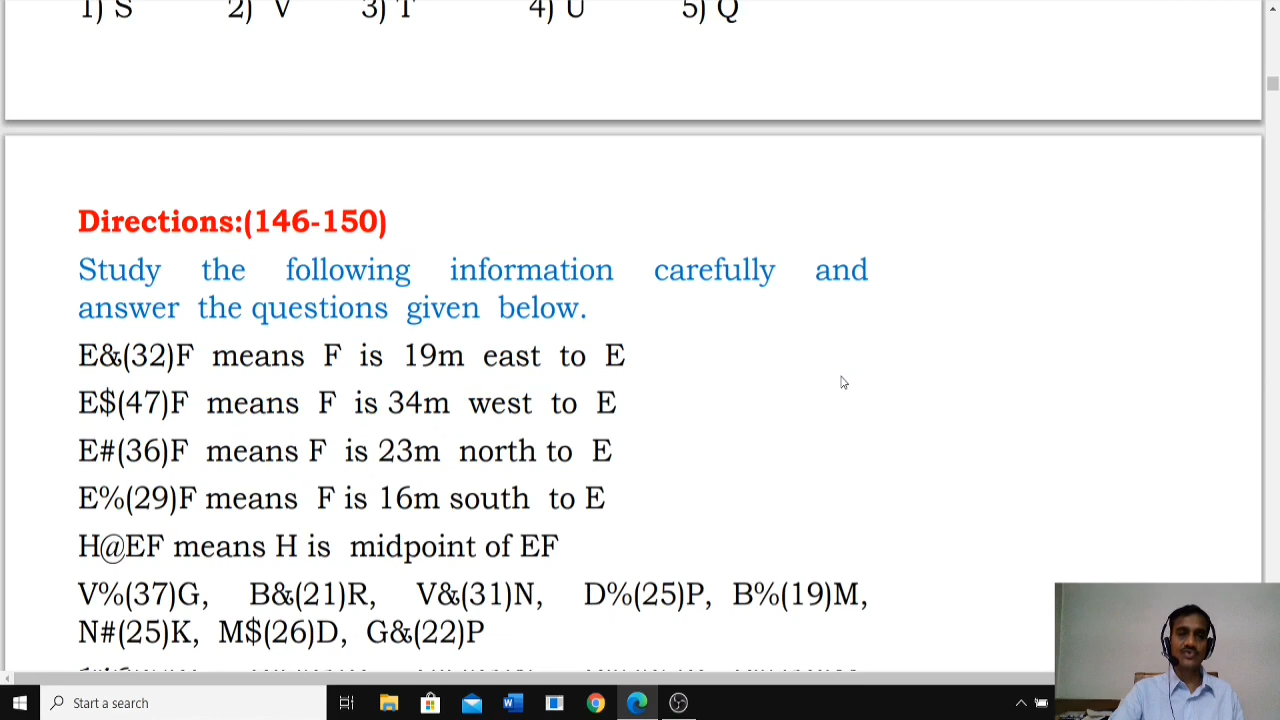 1) S 2) V 3) T 4) U 5) Q
Directions:(146-150)
Study the following information carefully and
answer the questions given below.
E&(32)F means F is 19m east to E
E$(47)F means F is 34m west to E
E#(36)F means F is 23m north to E
E%(29)F means F is 16m south to E
H@EF means H is midpoint of EF
V%(37)G, B&(21)R, V&(31)N, D%(25)P, B%(19)M,
N#(25)K, M$(26)D, G&(22)P
Start a search